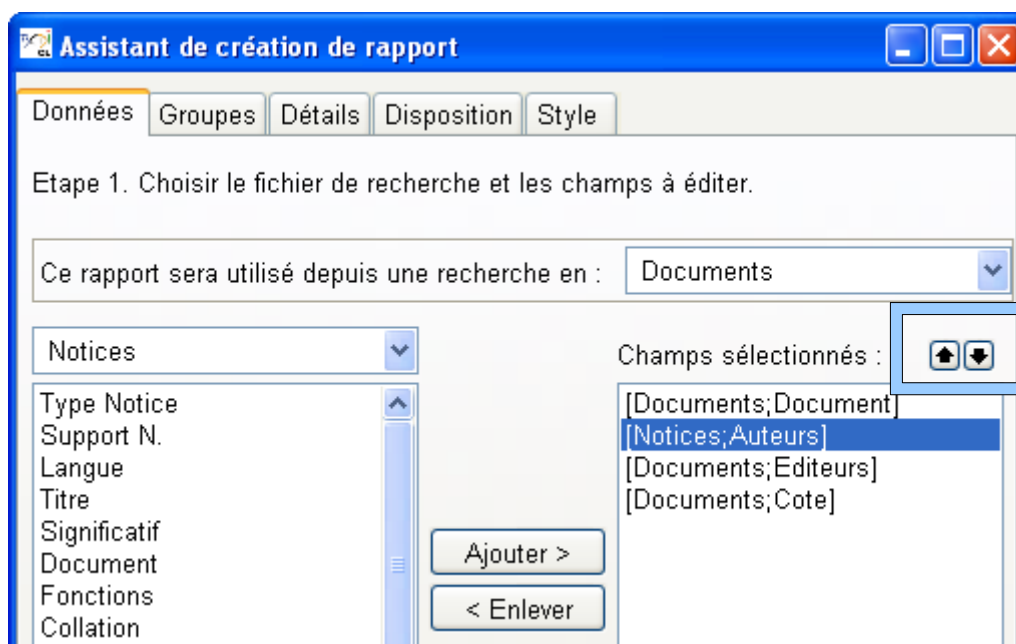 Assistant de création de rapport
Données Groupes Détails Disposition Style
Etape 1. Choisir le fichier de recherche et les champs à éditer.
Ce rapport sera utilisé depuis une recherche en : Documents
Notices
Champs sélectionnés :
Type Notice
Support N.
Langue
Titre
Significatif
Document
Fonctions
Collation
Ajouter >
< Enlever
[Documents;Document]
[Notices;Auteurs]
[Documents;Editeurs]
[Documents;Cote]